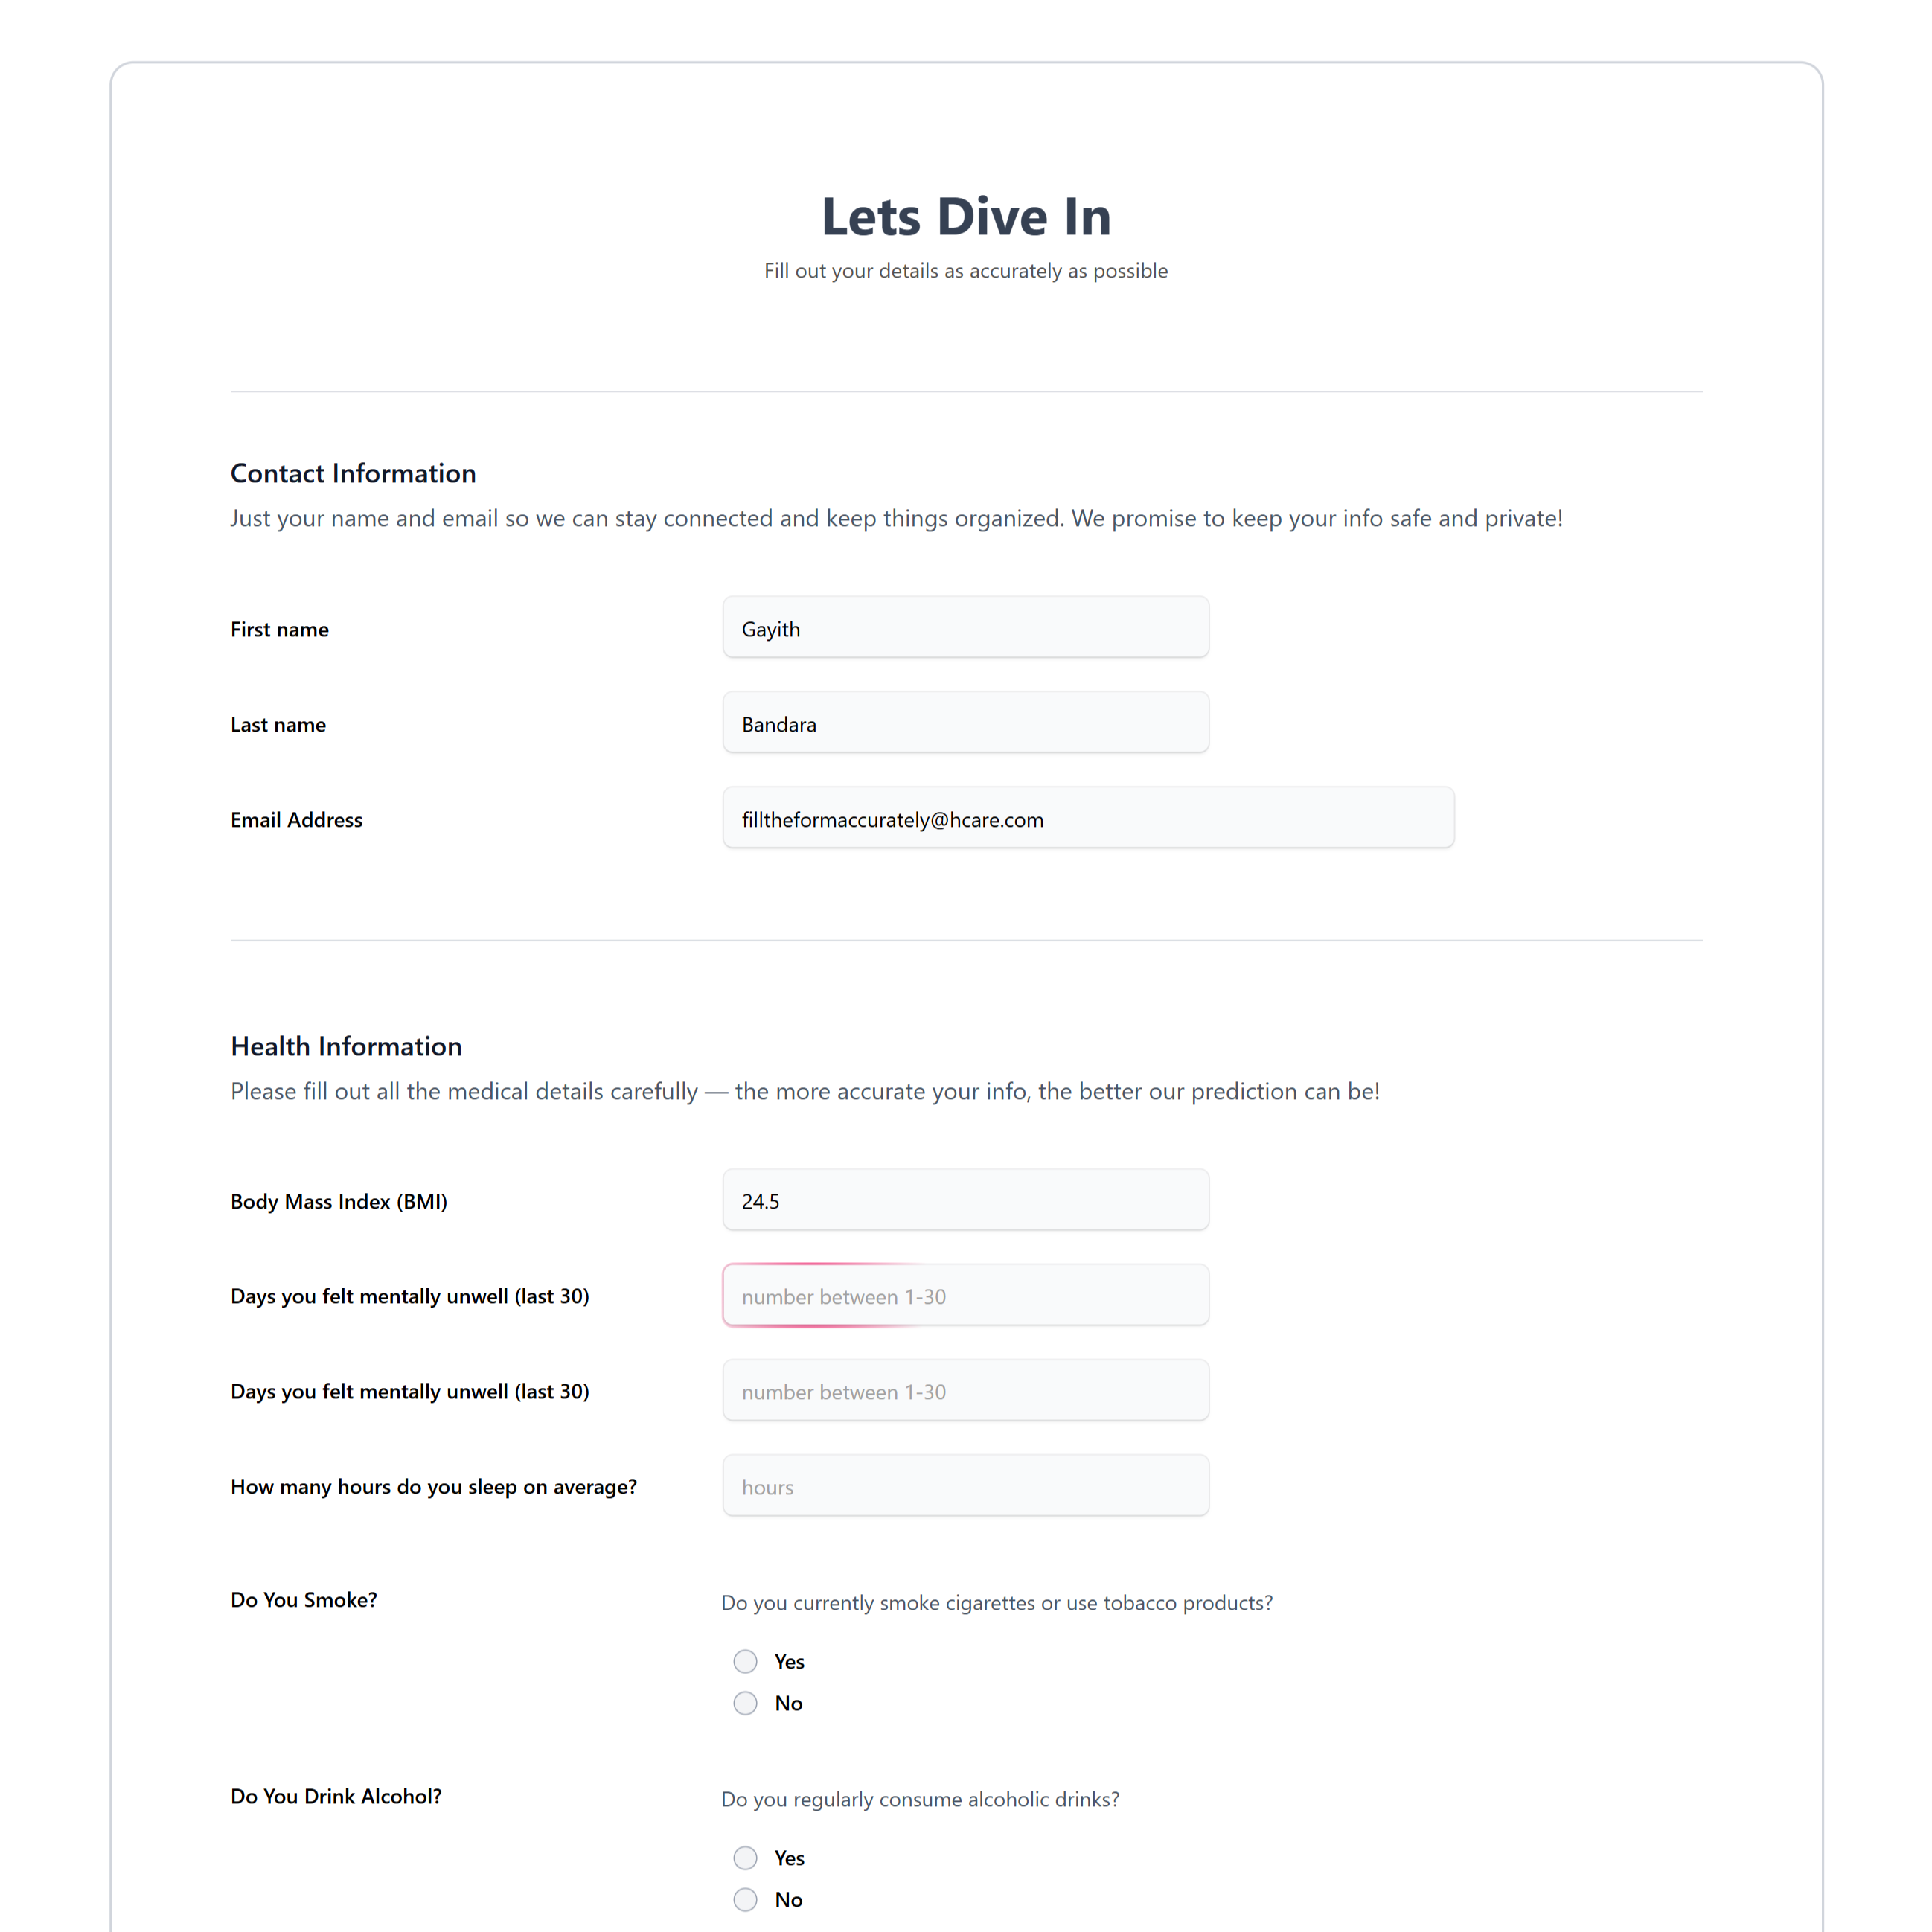 Lets Dive In
Fill out your details as accurately as possible
Contact Information
Just your name and email so we can stay connected and keep things organized. We promise to keep your info safe and private!
First name
Gayith
Last name
Bandara
Email Address
filltheformaccurately@hcare.com
Health Information
Please fill out all the medical details carefully — the more accurate your info, the better our prediction can be!
Body Mass Index (BMI)
24.5
Days you felt mentally unwell (last 30)
number between 1-30
Days you felt mentally unwell (last 30)
number between 1-30
How many hours do you sleep on average?
hours
Do You Smoke?
Do you currently smoke cigarettes or use tobacco products?
Yes
No
Do You Drink Alcohol?
Do you regularly consume alcoholic drinks?
Yes
No